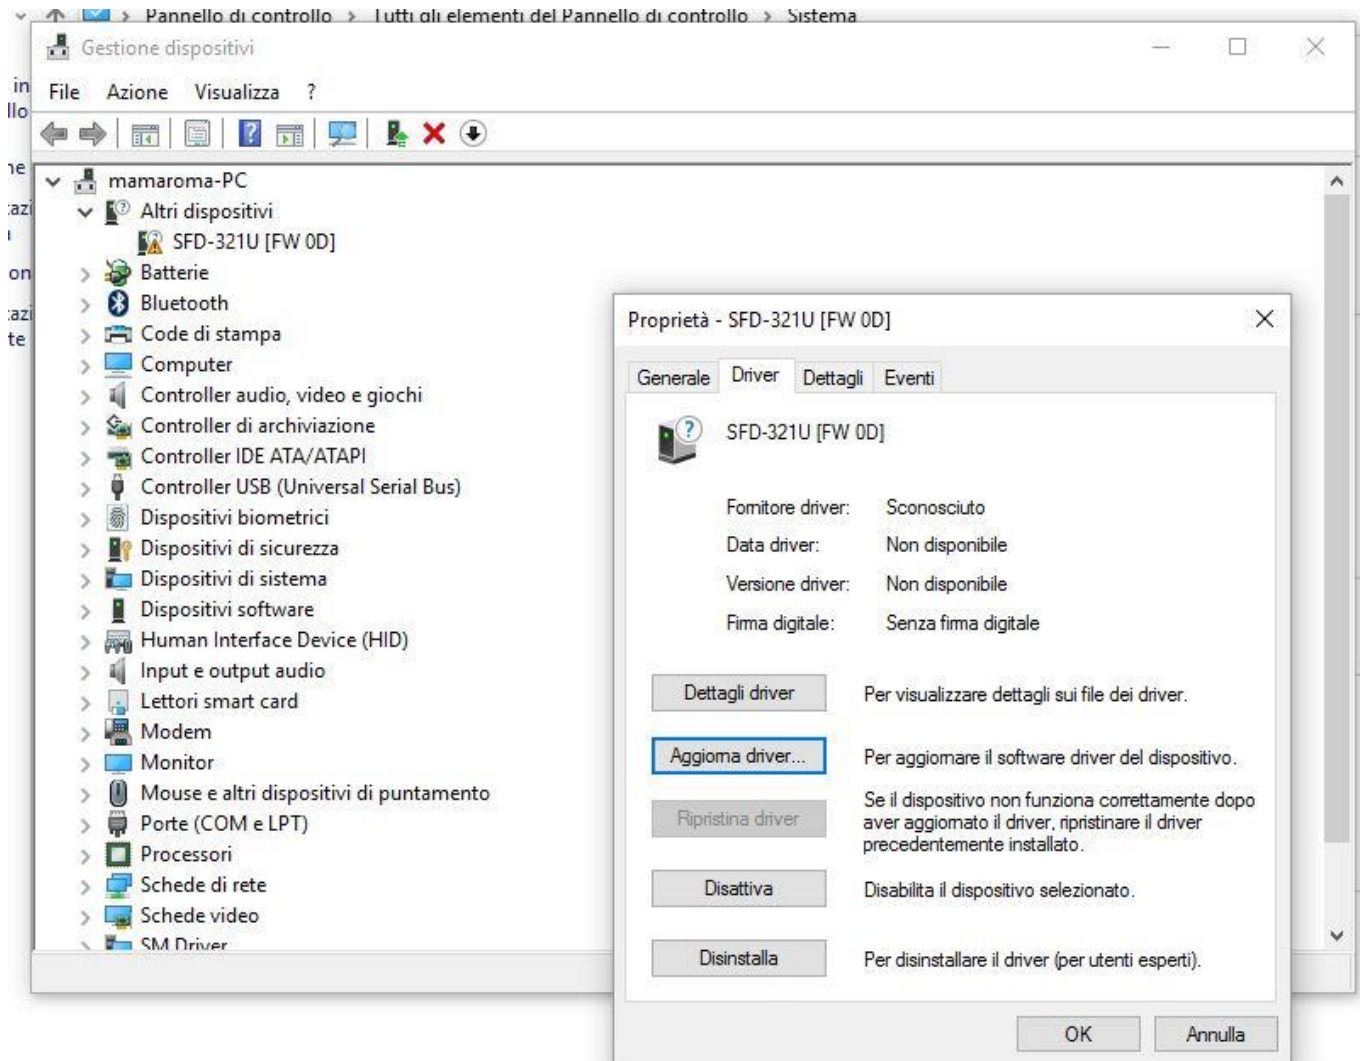 Pannello di controllo > Tutti gli elementi del Pannello di controllo > Sistema
Gestione dispositivi
in
llo
File Azione Visualizza ?
ne
mamaroma-PC
azi
Altri dispositivi
SFD-321U [FW 0D]
on
Batterie
Bluetooth
azi
te
Code di stampa
Computer
Controller audio, video e giochi
Controller di archiviazione
Controller IDE ATA/ATAPI
Controller USB (Universal Serial Bus)
Dispositivi biometrici
Dispositivi di sicurezza
Dispositivi di sistema
Dispositivi software
Human Interface Device (HID)
Input e output audio
Lettori smart card
Modem
Monitor
Mouse e altri dispositivi di puntamento
Porte (COM e LPT)
Processori
Schede di rete
Schede video
SM Driver
Proprietà - SFD-321U [FW 0D]
Generale Driver Dettagli Eventi
SFD-321U [FW 0D]
Fornitore driver: Sconosciuto
Data driver: Non disponibile
Versione driver: Non disponibile
Firma digitale: Senza firma digitale
Dettagli driver Per visualizzare dettagli sui file dei driver.
Aggiorna driver... Per aggiornare il software driver del dispositivo.
Ripristina driver
Se il dispositivo non funziona correttamente dopo
aver aggiornato il driver, ripristinare il driver
precedentemente installato.
Disattiva Disabilita il dispositivo selezionato.
Disinstalla Per disinstallare il driver (per utenti esperti).
OK Annulla